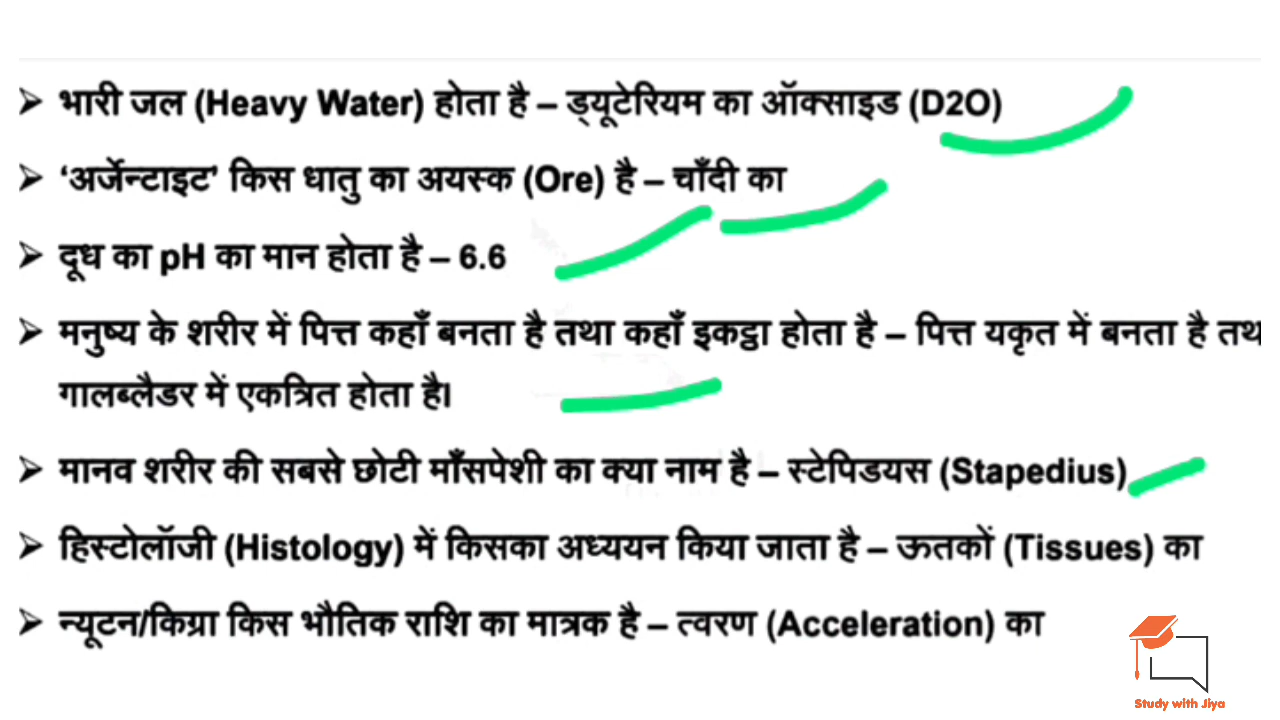 ➢ भारी जल (Heavy Water) होता है – ड्यूटेरियम का ऑक्साइड (D2O)
➢ ‘अर्जेन्टाइट’ किस धातु का अयस्क (Ore) है – चाँदी का
➢ दूध का pH का मान होता है – 6.6
➢ मनुष्य के शरीर में पित्त कहाँ बनता है तथा कहाँ इकट्ठा होता है – पित्त यकृत में बनता है तथ
गालब्लैडर में एकत्रित होता है।
➢ मानव शरीर की सबसे छोटी माँसपेशी का क्या नाम है – स्टेपिडयस (Stapedius)
➢ हिस्टोलॉजी (Histology) में किसका अध्ययन किया जाता है – ऊतकों (Tissues) का
➢ न्यूटन/किग्रा किस भौतिक राशि का मात्रक है – त्वरण (Acceleration) का
Study with Jiya